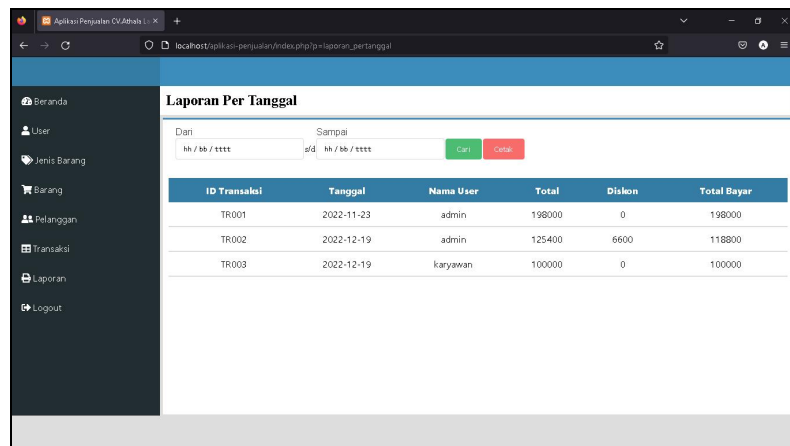 Aplikasi Penjualan CV.Athala
localhost/aplikasi-penjualan/index.php?p=laporan_pertanggal
Beranda
User
Jenis Barang
Barang
Pelanggan
Transaksi
Laporan
Logout
Laporan Per Tanggal
Dari Sampai
hh / bb / tttt s/d hh / bb / tttt Cari Cetak
ID Transaksi Tanggal Nama User Total Diskon Total Bayar
TR001 2022-11-23 admin 198000 0 198000
TR002 2022-12-19 admin 125400 6600 118800
TR003 2022-12-19 karyawan 100000 0 100000